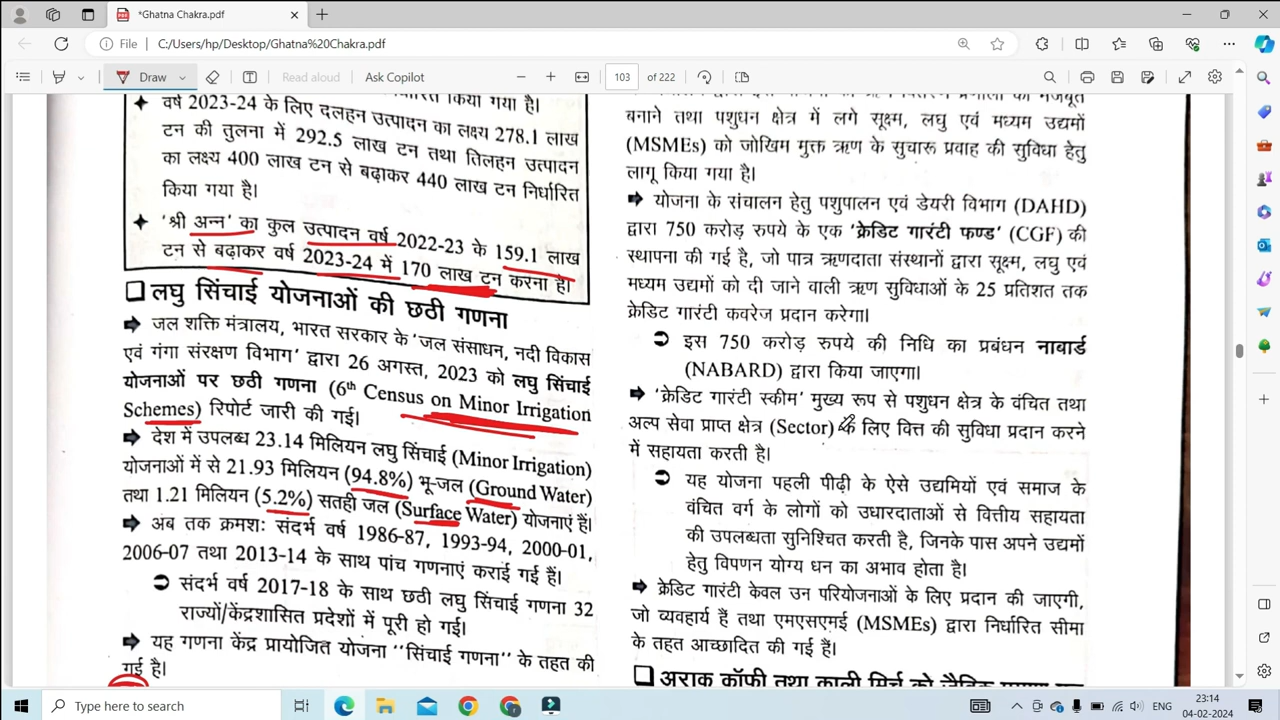 *Ghatna Chakra.pdf
File C:/Users/hp/Desktop/Ghatna%20Chakra.pdf
Draw Read aloud Ask Copilot 103 of 222
वर्ष 2023-24 के लिए दलहन उत्पादन का लक्ष्य 278.1 लाख
टन की तुलना में 292.5 लाख टन तथा तिलहन उत्पादन
का लक्ष्य 400 लाख टन से बढ़ाकर 440 लाख टन निर्धारित
किया गया है।
'श्री अन्न' का कुल उत्पादन वर्ष 2022-23 के 159.1 लाख
टन से बढ़ाकर वर्ष 2023-24 में 170 लाख टन करना है।
लघु सिंचाई योजनाओं की छठी गणना
जल शक्ति मंत्रालय, भारत सरकार के 'जल संसाधन, नदी विकास
एवं गंगा संरक्षण विभाग' द्वारा 26 अगस्त, 2023 को लघु सिंचाई
योजनाओं पर छठी गणना (6th Census on Minor Irrigation
Schemes) रिपोर्ट जारी की गई।
देश में उपलब्ध 23.14 मिलियन लघु सिंचाई (Minor Irrigation)
योजनाओं में से 21.93 मिलियन (94.8%) भू-जल (Ground Water)
तथा 1.21 मिलियन (5.2%) सतही जल (Surface Water) योजनाएं हैं।
अब तक क्रमशः संदर्भ वर्ष 1986-87, 1993-94, 2000-01,
2006-07 तथा 2013-14 के साथ पांच गणनाएं कराई गई हैं।
संदर्भ वर्ष 2017-18 के साथ छठी लघु सिंचाई गणना 32
राज्यों/केंद्रशासित प्रदेशों में पूरी हो गई।
यह गणना केंद्र प्रायोजित योजना "सिंचाई गणना" के तहत की
गई है।
बनाने तथा पशुधन क्षेत्र में लगे सूक्ष्म, लघु एवं मध्यम उद्यमों
(MSMEs) को जोखिम मुक्त ऋण के सुचारू प्रवाह की सुविधा हेतु
लागू किया गया है।
योजना के संचालन हेतु पशुपालन एवं डेयरी विभाग (DAHD)
द्वारा 750 करोड़ रुपये के एक 'क्रेडिट गारंटी फण्ड' (CGF) की
स्थापना की गई है, जो पात्र ऋणदाता संस्थानों द्वारा सूक्ष्म, लघु एवं
मध्यम उद्यमों को दी जाने वाली ऋण सुविधाओं के 25 प्रतिशत तक
क्रेडिट गारंटी कवरेज प्रदान करेगा।
इस 750 करोड़ रुपये की निधि का प्रबंधन नाबार्ड
(NABARD) द्वारा किया जाएगा।
'क्रेडिट गारंटी स्कीम' मुख्य रूप से पशुधन क्षेत्र के वंचित तथा
अल्प सेवा प्राप्त क्षेत्र (Sector) के लिए वित्त की सुविधा प्रदान करने
में सहायता करती है।
यह योजना पहली पीढ़ी के ऐसे उद्यमियों एवं समाज के
वंचित वर्ग के लोगों को उधारदाताओं से वित्तीय सहायता
की उपलब्धता सुनिश्चित करती है, जिनके पास अपने उद्यमों
हेतु विपणन योग्य धन का अभाव होता है।
क्रेडिट गारंटी केवल उन परियोजनाओं के लिए प्रदान की जाएगी,
जो व्यवहार्य हैं तथा एमएसएमई (MSMEs) द्वारा निर्धारित सीमा
के तहत आच्छादित की गई हैं।
अराकू कॉफी तथा काली मिर्च को जैविक
Type here to search
ENG
23:14
04-02-2024